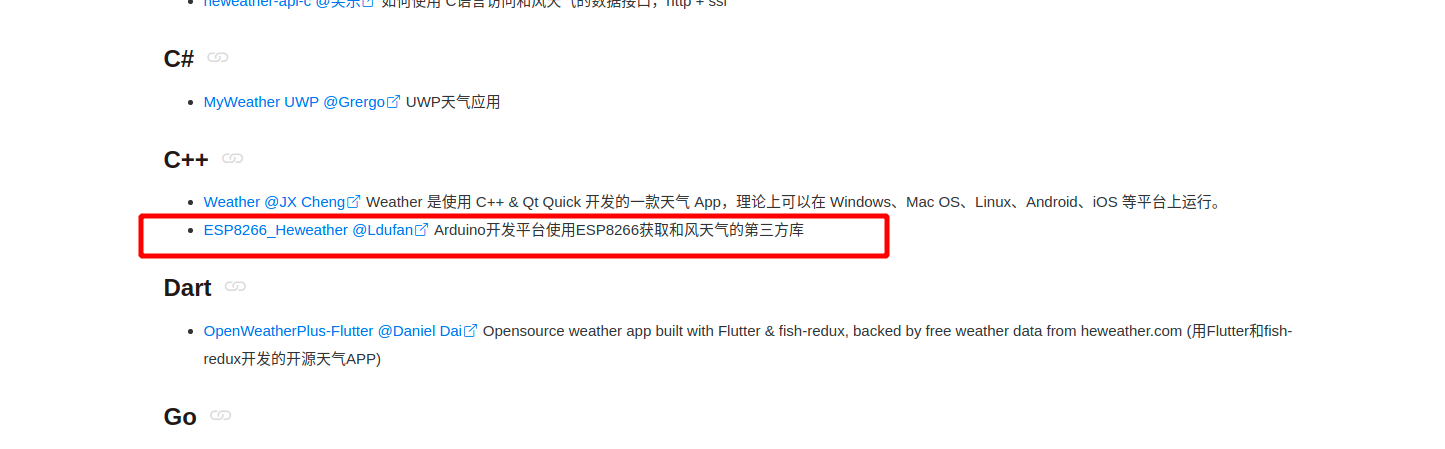 heweather-api-c @关乐 如何使用 C语言访问和风天气的数据接口，http + ssl
C#
MyWeather UWP @Grergo UWP天气应用
C++
Weather @JX Cheng Weather 是使用 C++ & Qt Quick 开发的一款天气 App，理论上可以在 Windows、Mac OS、Linux、Android、iOS 等平台上运行。
ESP8266_Heweather @Ldufan Arduino开发平台使用ESP8266获取和风天气的第三方库
Dart
OpenWeatherPlus-Flutter @Daniel Dai Opensource weather app built with Flutter & fish-redux, backed by free weather data from heweather.com (用Flutter和fish-
redux开发的开源天气APP)
Go